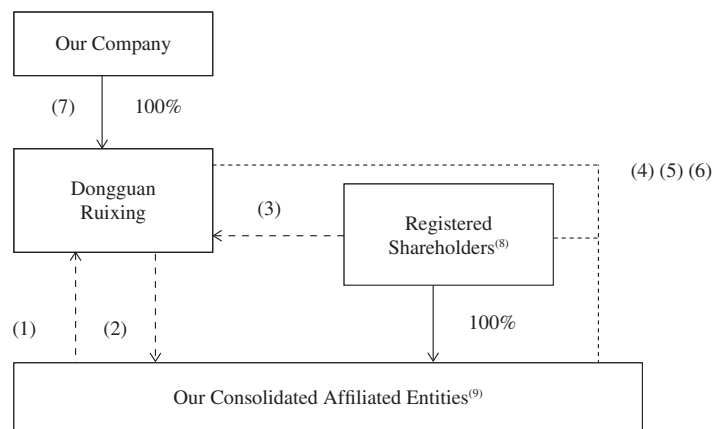 Our Company
(7) 100%
Dongguan
Ruixing
(4) (5) (6)
(3)
Registered
Shareholders(8)
(1) (2)
100%
Our Consolidated Affiliated Entities(9)